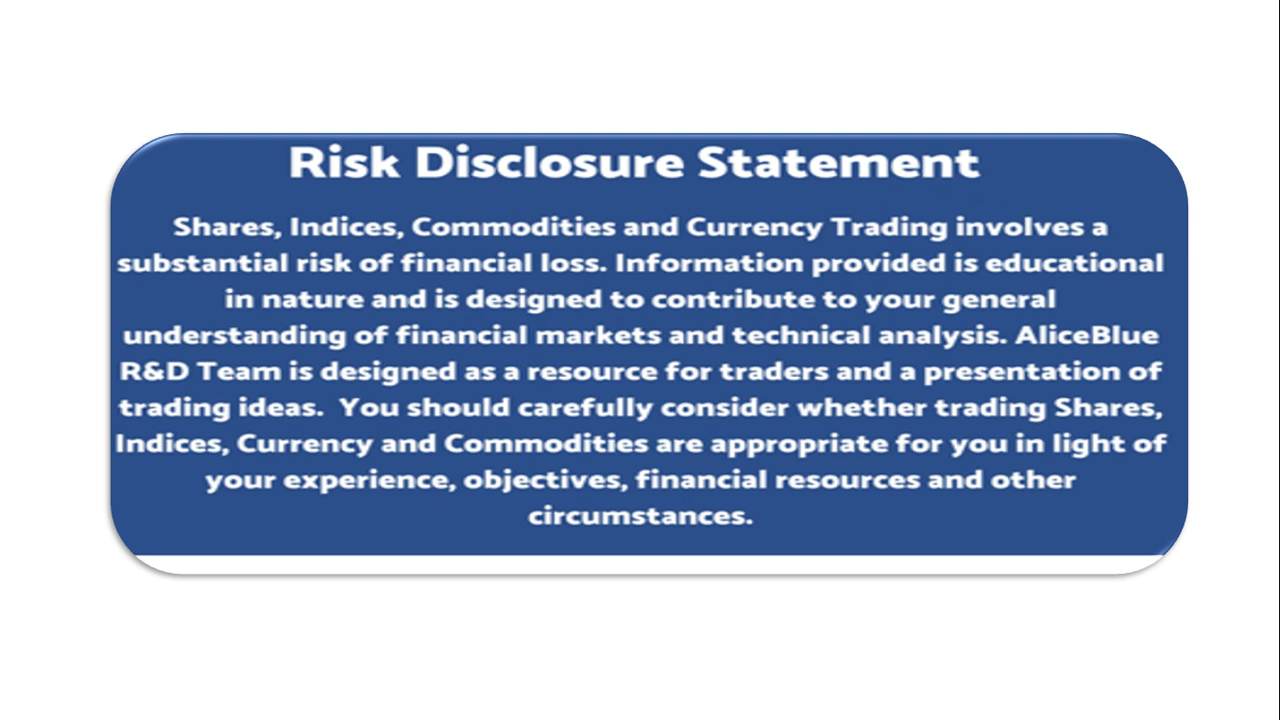 Risk Disclosure Statement
Shares, Indices, Commodities and Currency Trading involves a
substantial risk of financial loss. Information provided is educational
in nature and is designed to contribute to your general
understanding of financial markets and technical analysis. AliceBlue
R&D Team is designed as a resource for traders and a presentation of
trading ideas.  You should carefully consider whether trading Shares,
Indices, Currency and Commodities are appropriate for you in light of
your experience, objectives, financial resources and other
circumstances.